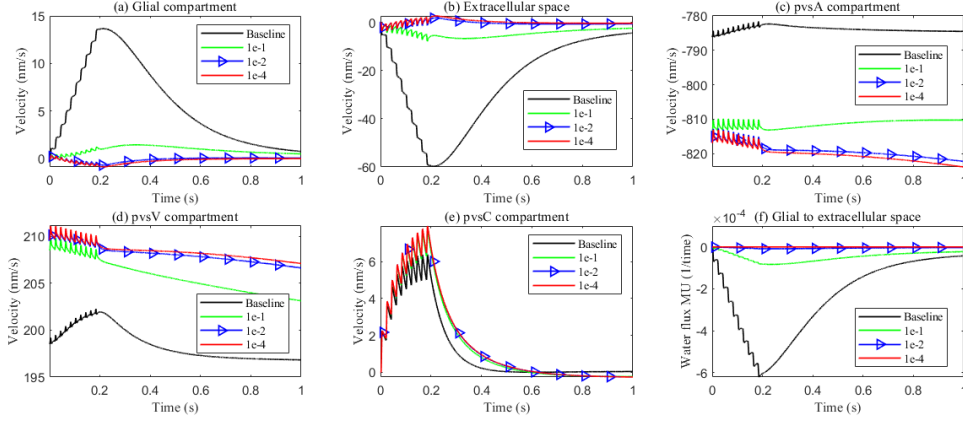 (a) Glial compartment
15
10
5
0
Velocity (nm/s)
0 0.2 0.4 0.6 0.8 1
Time (s)
Baseline
1e-1
1e-2
1e-4
(b) Extracellular space
0
-20
-40
-60
Velocity (nm/s)
0 0.2 0.4 0.6 0.8 1
Time (s)
Baseline
1e-1
1e-2
1e-4
(c) pvsA compartment
-780
-790
-800
-810
-820
Velocity (nm/s)
0 0.2 0.4 0.6 0.8 1
Time (s)
Baseline
1e-1
1e-2
1e-4
(d) pvsV compartment
210
205
200
195
Velocity (nm/s)
0 0.2 0.4 0.6 0.8 1
Time (s)
Baseline
1e-1
1e-2
1e-4
(e) pvsC compartment
6
4
2
0
Velocity (nm/s)
0 0.2 0.4 0.6 0.8 1
Time (s)
Baseline
1e-1
1e-2
1e-4
×10⁻⁴ (f) Glial to extracellular space
0
-2
-4
-6
Water flux MU (1/time)
0 0.2 0.4 0.6 0.8 1
Time (s)
Baseline
1e-1
1e-2
1e-4